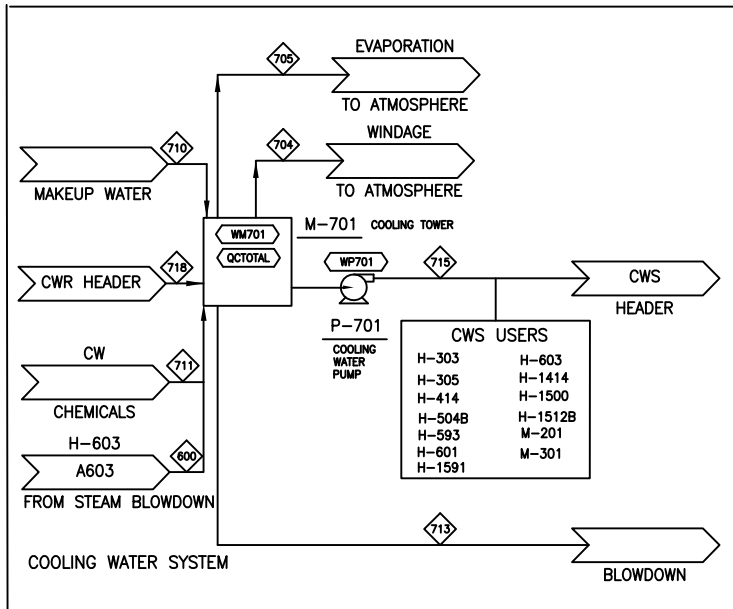 EVAPORATION
705
TO ATMOSPHERE
WINDAGE
704
TO ATMOSPHERE
710
MAKEUP WATER
M-701 COOLING TOWER
WM701
QCTOTAL
718
CWR HEADER
WP701
715
CWS
HEADER
P-701
COOLING
WATER
PUMP
CW
711
CHEMICALS
CWS USERS
H-303
H-305
H-414
H-504B
H-593
H-601
H-1591
H-603
H-1414
H-1500
H-1512B
M-201
M-301
H-603
A603
600
FROM STEAM BLOWDOWN
713
BLOWDOWN
COOLING WATER SYSTEM